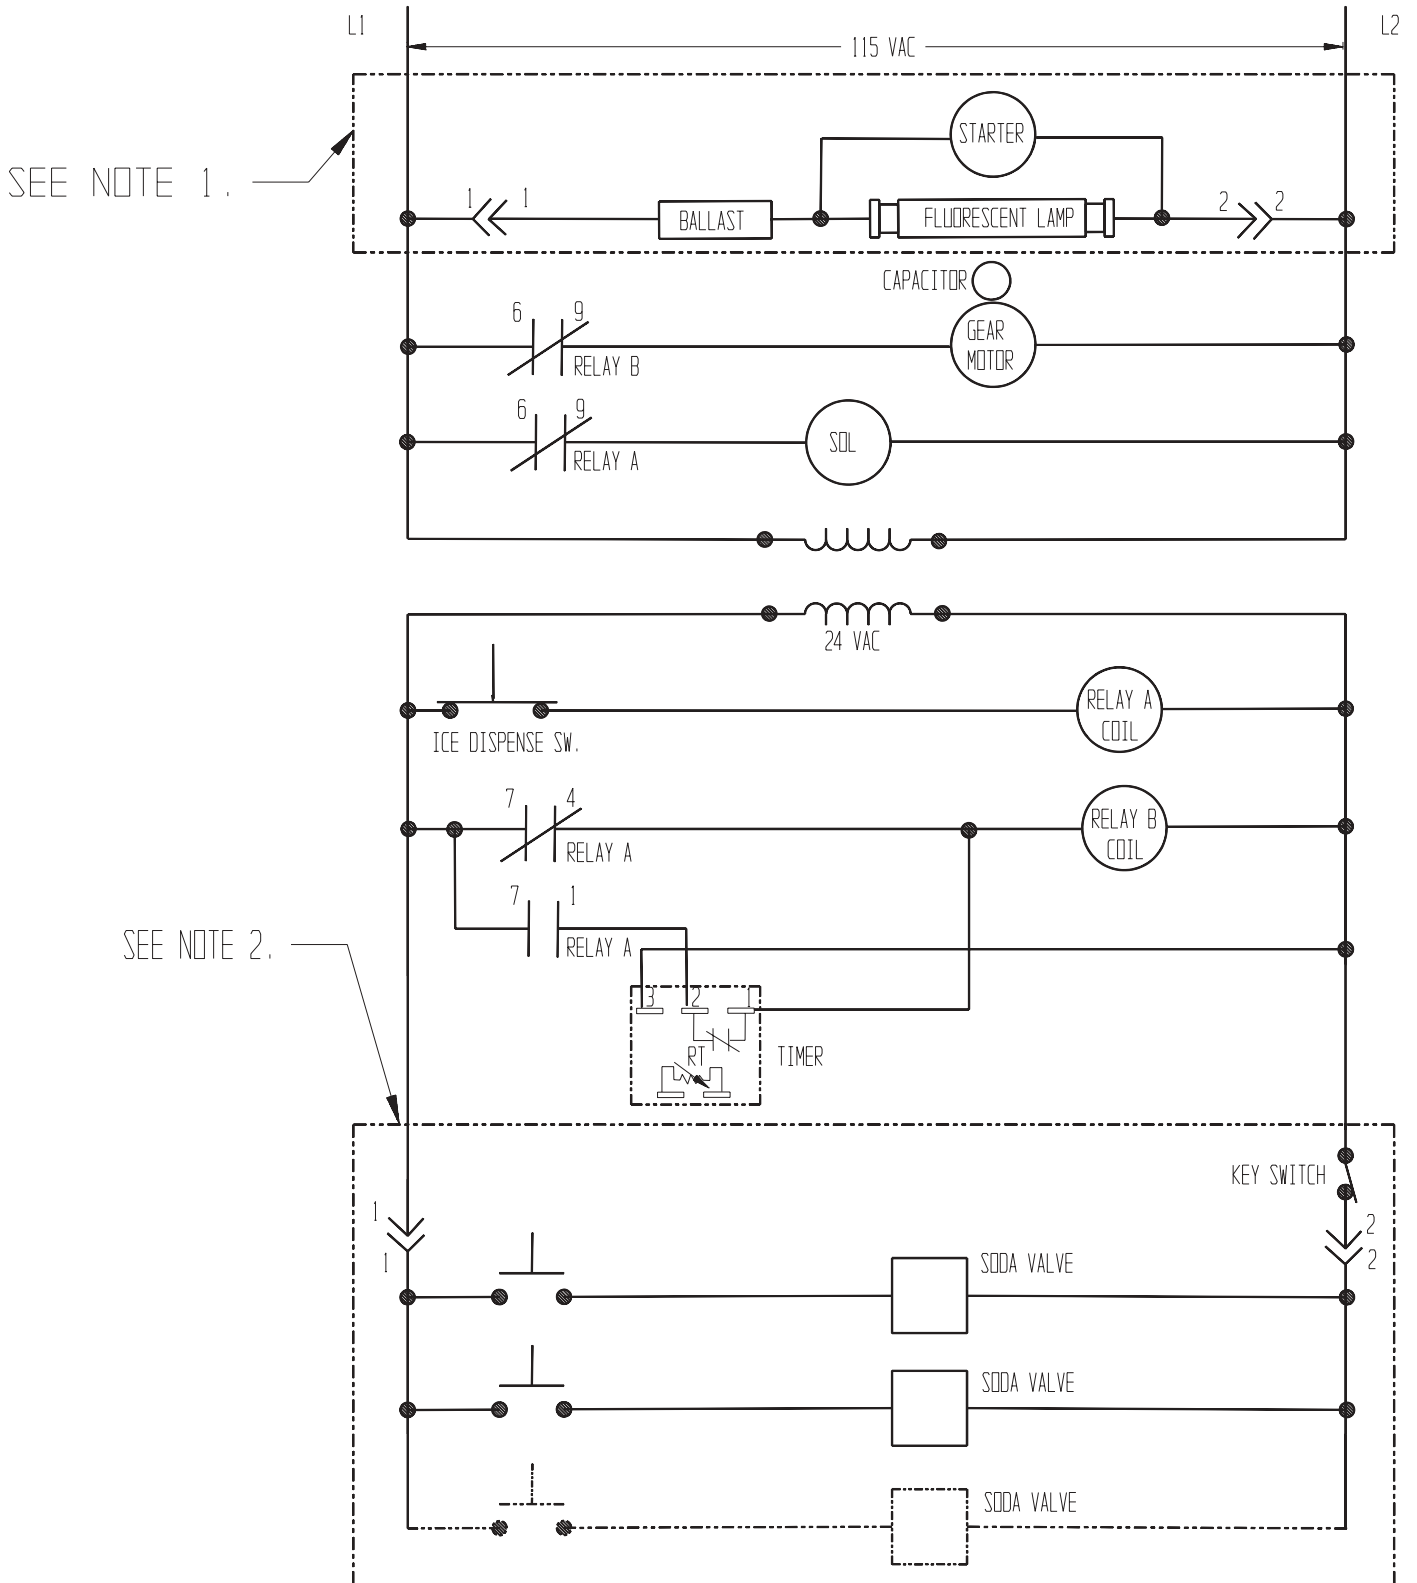 L1
L2
115 VAC
STARTER
SEE NOTE 1.
1 1
2 2
BALLAST
FLUORESCENT LAMP
CAPACITOR
6 9
GEAR
MOTOR
RELAY B
6 9
SOL
RELAY A
24 VAC
RELAY A
COIL
ICE DISPENSE SW.
7 4
RELAY B
COIL
RELAY A
7 1
RELAY A
SEE NOTE 2.
3 2 1
RT
TIMER
KEY SWITCH
1
2
1
2
SODA VALVE
SODA VALVE
SODA VALVE